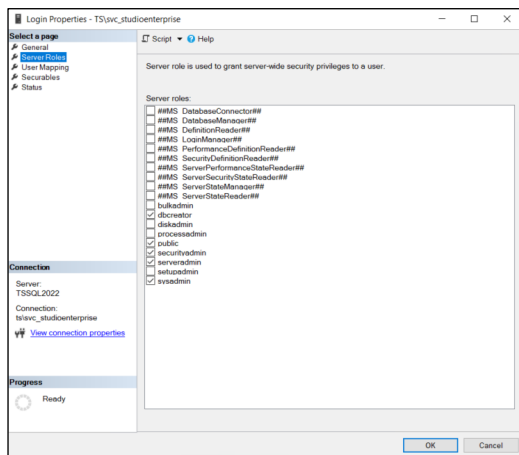 Login Properties - TS\svc_studioenterprise
Select a page
General
Server Roles
User Mapping
Securables
Status
Script
Help
Server role is used to grant server-wide security privileges to a user.
Server roles:
##MS_DatabaseConnector##
##MS_DatabaseManager##
##MS_DefinitionReader##
##MS_LoginManager##
##MS_PerformanceDefinitionReader##
##MS_SecurityDefinitionReader##
##MS_ServerPerformanceStateReader##
##MS_ServerSecurityStateReader##
##MS_ServerStateManager##
##MS_ServerStateReader##
bulkadmin
dbcreator
diskadmin
processadmin
public
securityadmin
serveradmin
setupadmin
sysadmin
Connection
Server:
TSSQL2022
Connection:
ts\svc_studioenterprise
View connection properties
Progress
Ready
OK
Cancel